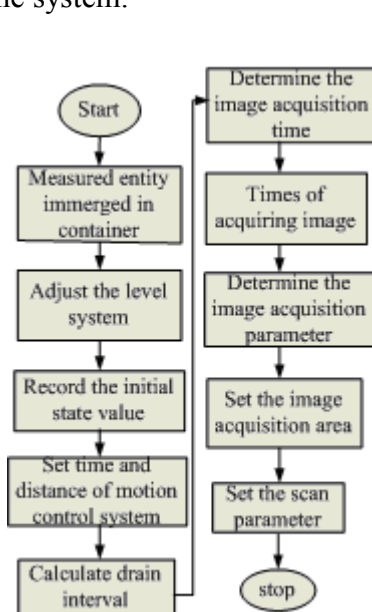 ne system.
Start
Measured entity
immerged in
container
Adjust the level
system
Record the initial
state value
Set time and
distance of motion
control system
Calculate drain
interval
Determine the
image acquisition
time
Times of
acquiring image
Determine the
image acquisition
parameter
Set the image
acquisition area
Set the scan
parameter
stop